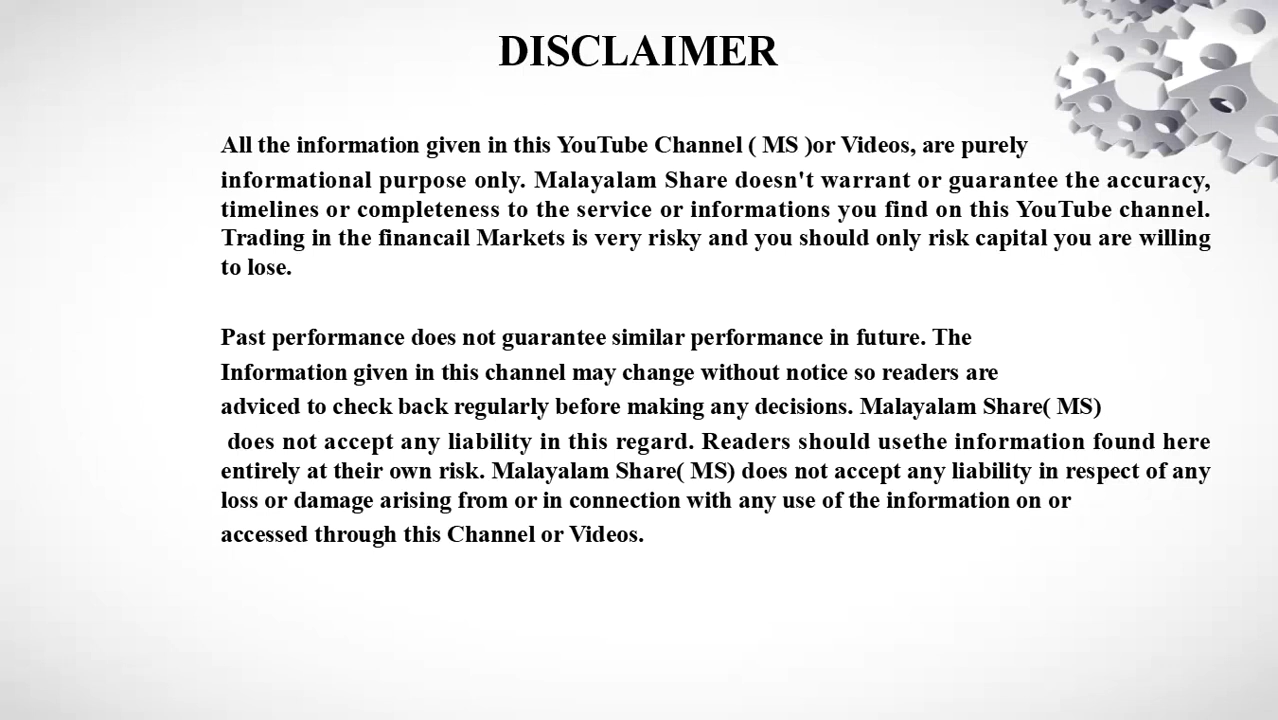 DISCLAIMER
All the information given in this YouTube Channel ( MS )or Videos, are purely
informational purpose only. Malayalam Share doesn't warrant or guarantee the accuracy,
timelines or completeness to the service or informations you find on this YouTube channel.
Trading in the financail Markets is very risky and you should only risk capital you are willing
to lose.
Past performance does not guarantee similar performance in future. The
Information given in this channel may change without notice so readers are
adviced to check back regularly before making any decisions. Malayalam Share( MS)
does not accept any liability in this regard. Readers should usethe information found here
entirely at their own risk. Malayalam Share( MS) does not accept any liability in respect of any
loss or damage arising from or in connection with any use of the information on or
accessed through this Channel or Videos.